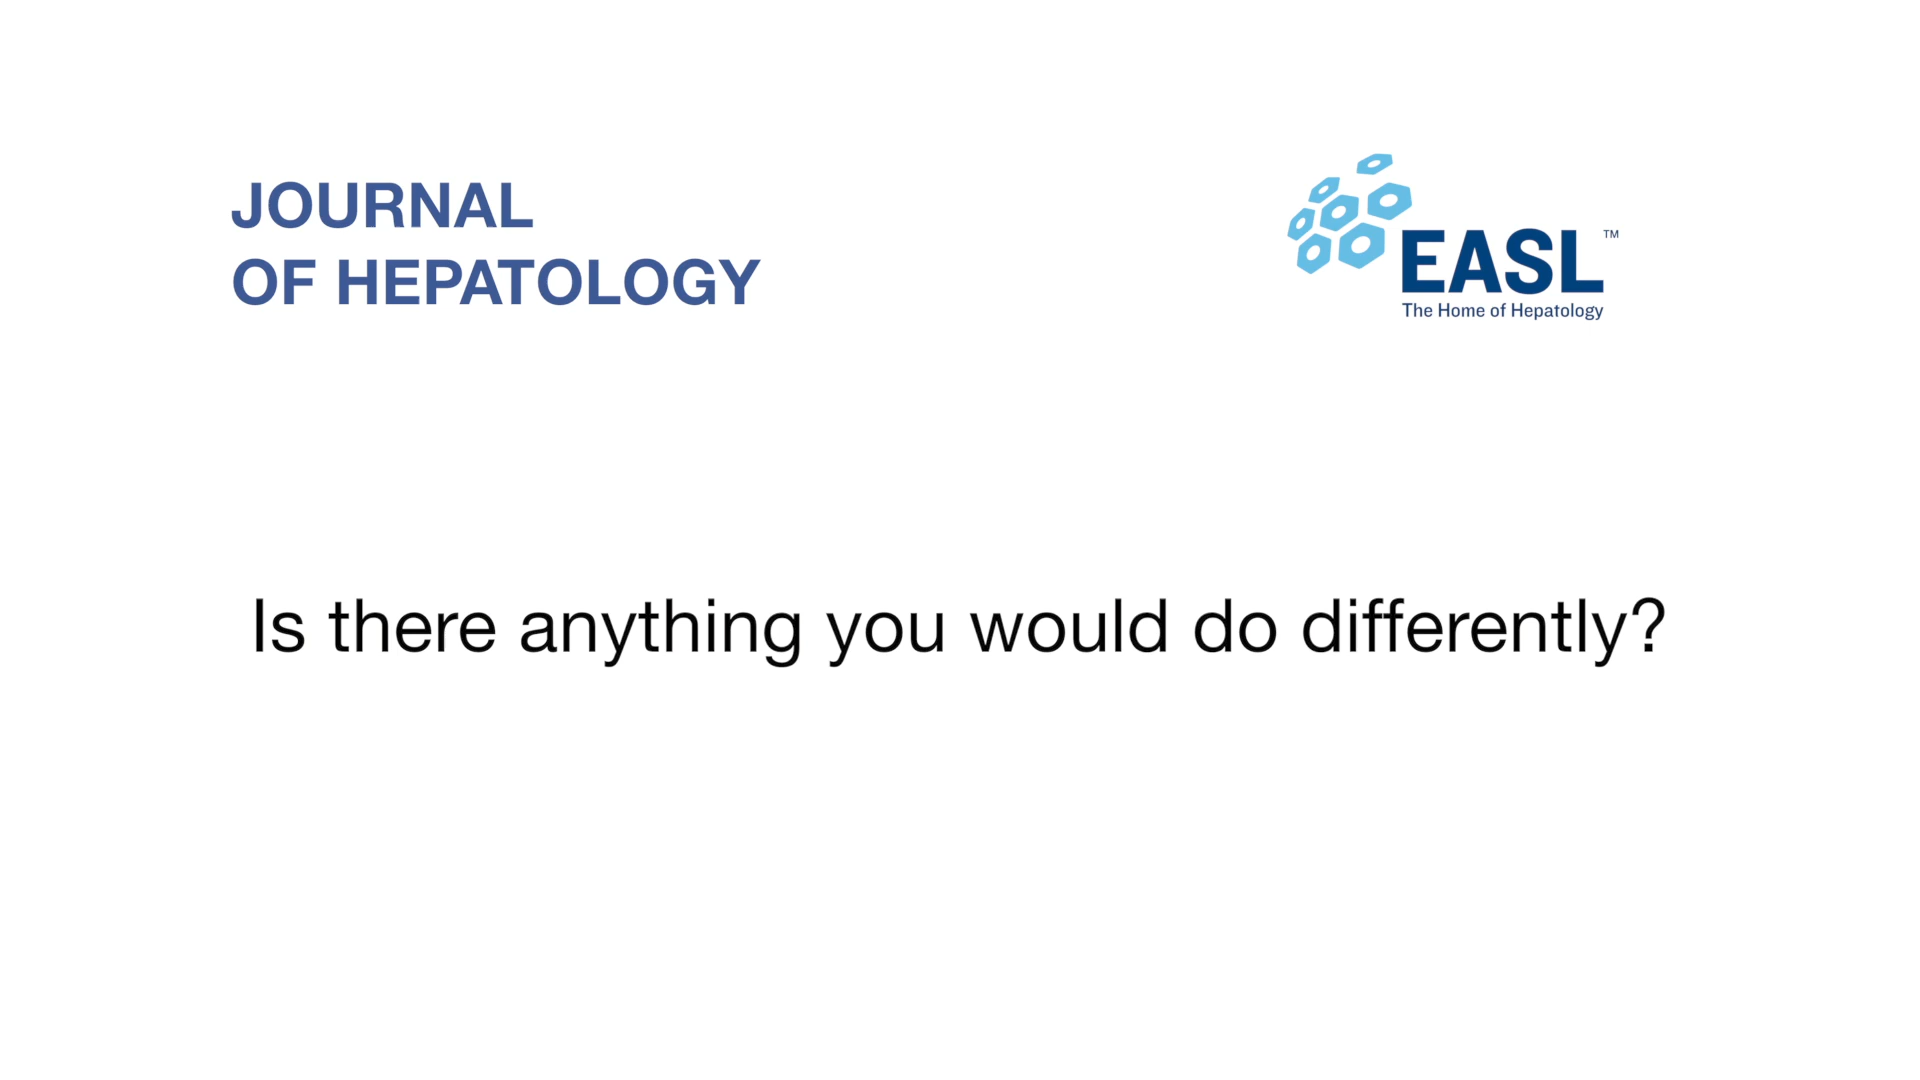 JOURNAL
OF HEPATOLOGY
EASL™
The Home of Hepatology
Is there anything you would do differently?